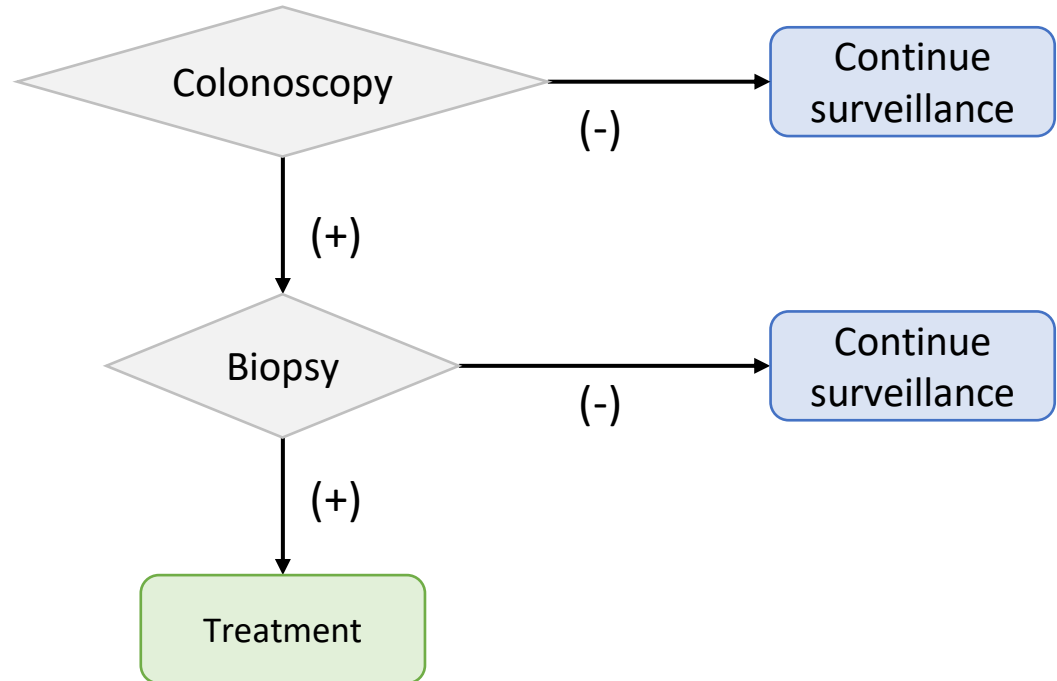 Colonoscopy
Continue
surveillance
(-)
(+)
Biopsy
Continue
surveillance
(-)
(+)
Treatment